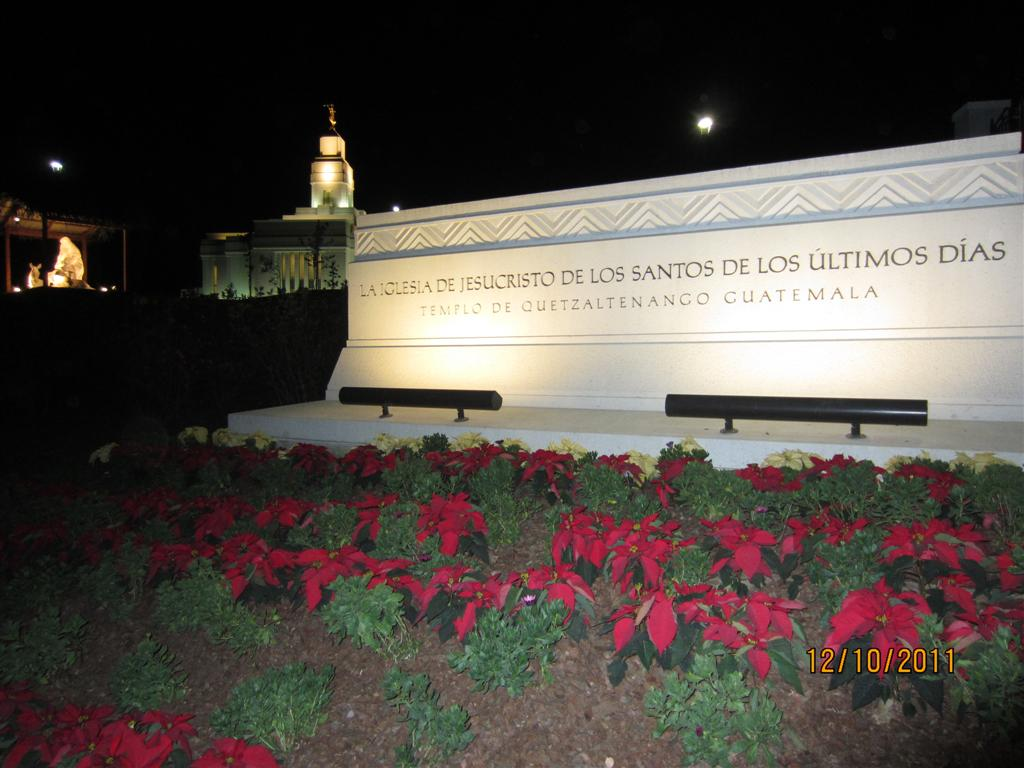 LA IGLESIA DE JESUCRISTO DE LOS SANTOS DE LOS ÚLTIMOS DÍAS
TEMPLO DE QUETZALTENANGO GUATEMALA
12/10/2011